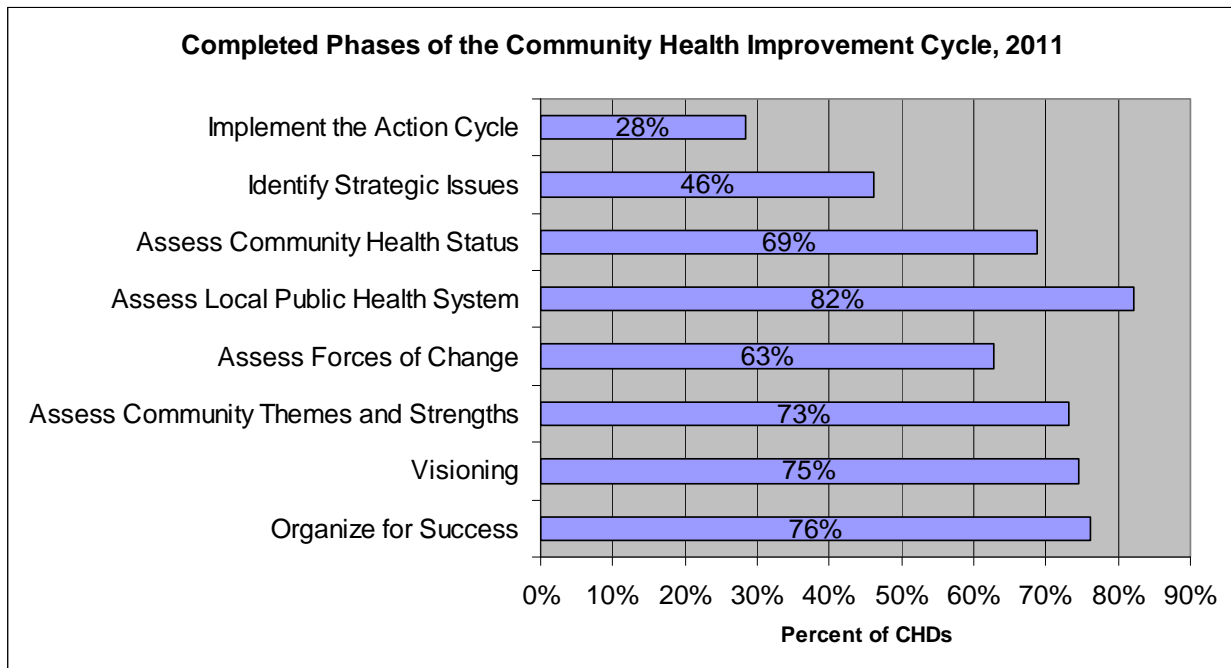 Completed Phases of the Community Health Improvement Cycle, 2011
Implement the Action Cycle
28%
Identify Strategic Issues
46%
Assess Community Health Status
69%
Assess Local Public Health System
82%
Assess Forces of Change
63%
Assess Community Themes and Strengths
73%
Visioning
75%
Organize for Success
76%
0% 10% 20% 30% 40% 50% 60% 70% 80% 90%
Percent of CHDs